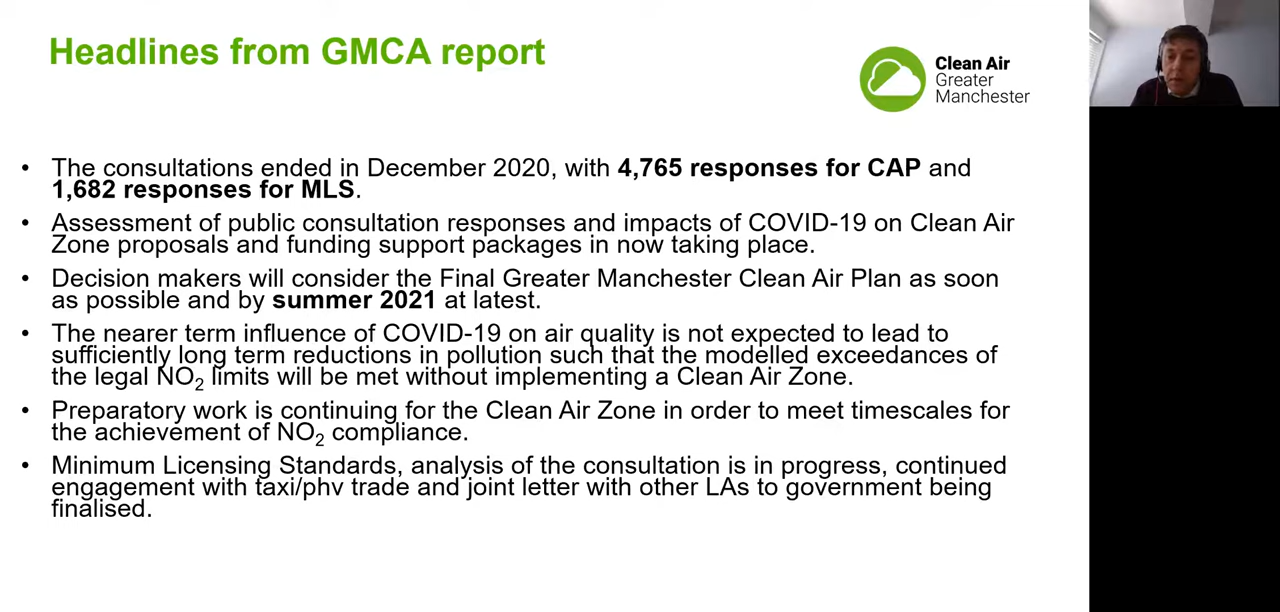 Headlines from GMCA report
Clean Air
Greater
Manchester
• The consultations ended in December 2020, with 4,765 responses for CAP and
1,682 responses for MLS.
• Assessment of public consultation responses and impacts of COVID-19 on Clean Air
Zone proposals and funding support packages in now taking place.
• Decision makers will consider the Final Greater Manchester Clean Air Plan as soon
as possible and by summer 2021 at latest.
• The nearer term influence of COVID-19 on air quality is not expected to lead to
sufficiently long term reductions in pollution such that the modelled exceedances of
the legal NO₂ limits will be met without implementing a Clean Air Zone.
• Preparatory work is continuing for the Clean Air Zone in order to meet timescales for
the achievement of NO₂ compliance.
• Minimum Licensing Standards, analysis of the consultation is in progress, continued
engagement with taxi/phv trade and joint letter with other LAs to government being
finalised.